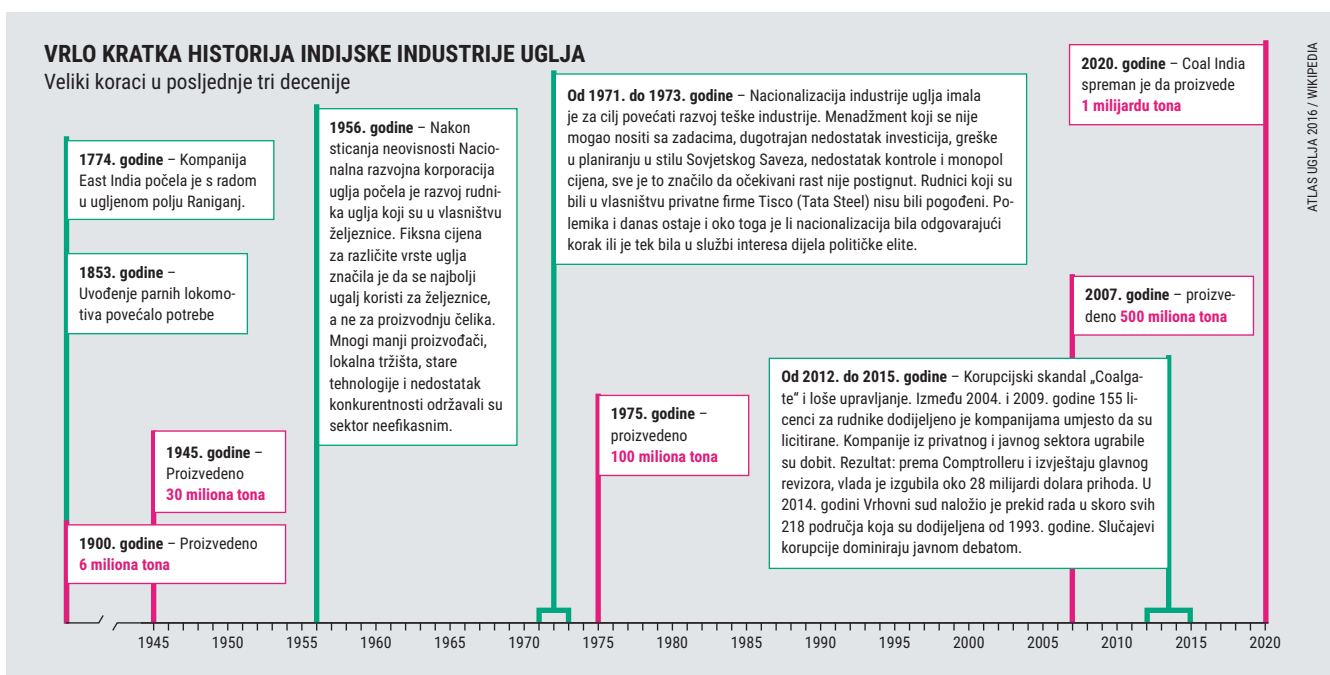 VRLO KRATKA HISTORIJA INDIJSKE INDUSTRIJE UGLJA
Veliki koraci u posljednje tri decenije
1774. godine – Kompanija
East India počela je s radom
u ugljenom polju Raniganj.
1853. godine –
Uvođenje parnih lokomo-
tiva povećalo potrebe
1900. godine – Proizvedeno
6 miliona tona
1945. godine –
Proizvedeno
30 miliona tona
1956. godine – Nakon
sticanja neovisnosti Nacio-
nalna razvojna korporacija
uglja počela je razvoj rudni-
ka uglja koji su u vlasništvu
željeznice. Fiksna cijena
za različite vrste uglja
značila je da se najbolji
ugalj koristi za željeznice,
a ne za proizvodnju čelika.
Mnogi manji proizvođači,
lokalna tržišta, stare
tehnologije i nedostatak
konkurentnosti održavali su
sektor neefikasnim.
Od 1971. do 1973. godine – Nacionalizacija industrije uglja imala
je za cilj povećati razvoj teške industrije. Menadžment koji se nije
mogao nositi sa zadacima, dugotrajan nedostatak investicija, greške
u planiranju u stilu Sovjetskog Saveza, nedostatak kontrole i monopol
cijena, sve je to značilo da očekivani rast nije postignut. Rudnici koji su
bili u vlasništvu privatne firme Tisco (Tata Steel) nisu bili pogođeni. Po-
lemika i danas ostaje i oko toga je li nacionalizacija bila odgovarajući
korak ili je tek bila u službi interesa dijela političke elite.
1975. godine –
proizvedeno
100 miliona tona
2007. godine – proizve-
deno 500 miliona tona
Od 2012. do 2015. godine – Korupcijski skandal „Coalga-
te“ i loše upravljanje. Između 2004. i 2009. godine 155 li-
cenci za rudnike dodijeljeno je kompanijama umjesto da su
licitirane. Kompanije iz privatnog i javnog sektora ugrabile
su dobit. Rezultat: prema Comptrolleru i izvještaju glavnog
revizora, vlada je izgubila oko 28 milijardi dolara prihoda. U
2014. godini Vrhovni sud naložio je prekid rada u skoro svih
218 područja koja su dodijeljena od 1993. godine. Slučajevi
korupcije dominiraju javnom debatom.
2020. godine – Coal India
spreman je da proizvede
1 milijardu tona
ATLAS UGLJA 2016 / WIKIPEDIA
1945 1950 1955 1960 1965 1970 1975 1980 1985 1990 1995 2000 2005 2010 2015 2020